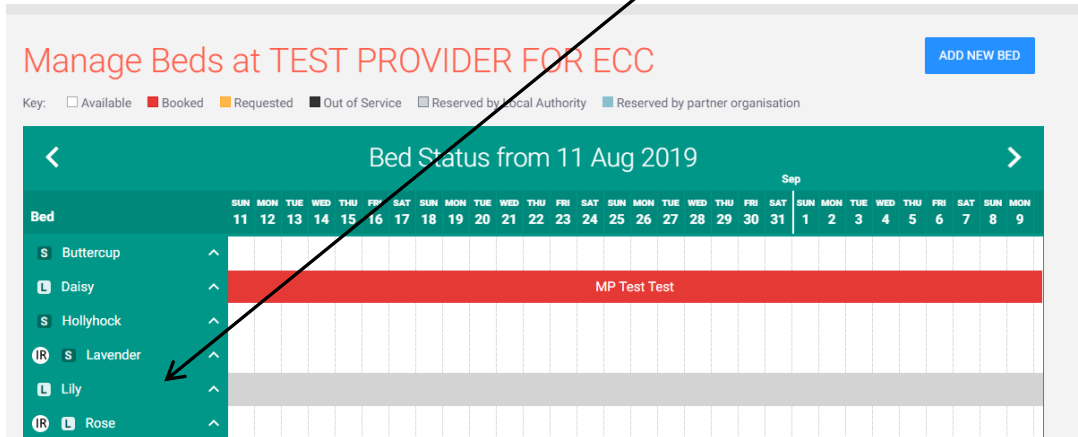 Manage Beds at TEST PROVIDER FOR ECC
ADD NEW BED
Key: Available Booked Requested Out of Service Reserved by Local Authority Reserved by partner organisation
Bed Status from 11 Aug 2019
Sep
Bed
SUN MON TUE WED THU FRI SAT SUN MON TUE WED THU FRI SAT SUN MON TUE WED THU FRI SAT SUN MON TUE WED THU FRI SAT SUN MON
11 12 13 14 15 16 17 18 19 20 21 22 23 24 25 26 27 28 29 30 31 1 2 3 4 5 6 7 8 9
S Buttercup
L Daisy MP Test Test
S Hollyhock
IR S Lavender
L Lily
IR L Rose